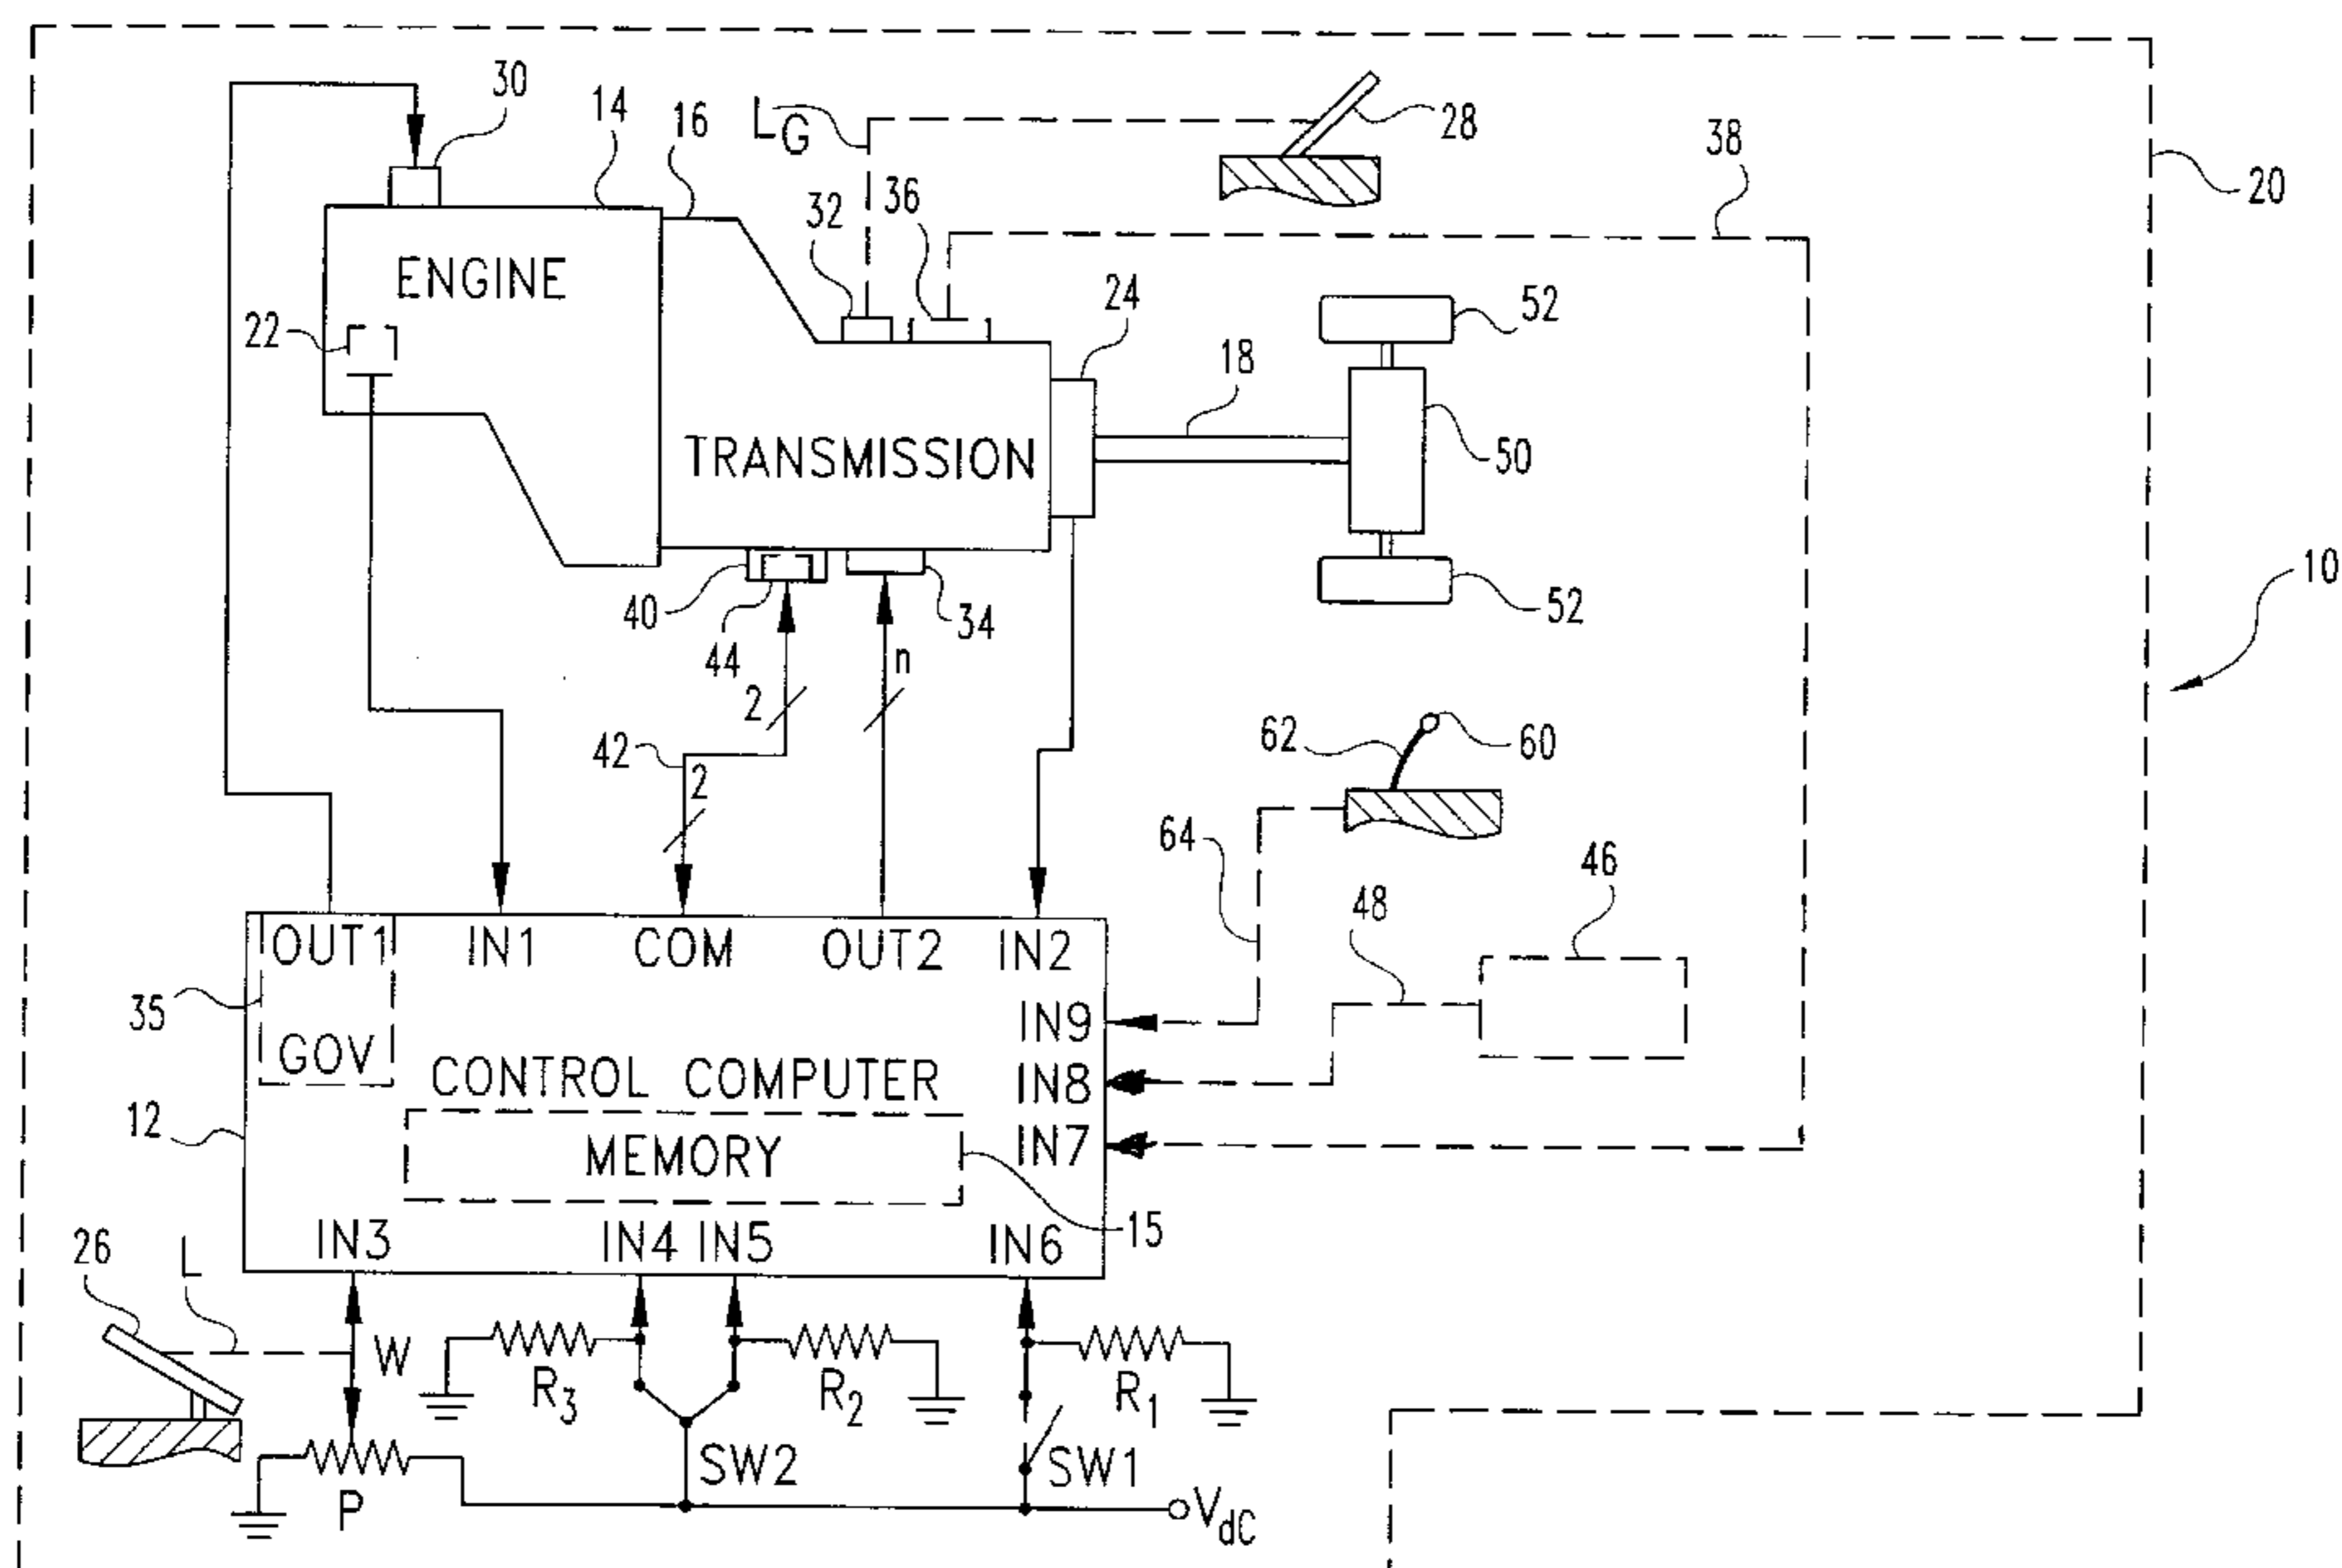 30
14
16
L_G
28
38
20
32
36
ENGINE
24
22
52
18
TRANSMISSION
50
10
40
34
52
44
n
2
42
2
62
60
64
46
48
OUT1 IN1 COM OUT2 IN2
35
IN9
GOV
CONTROL COMPUTER
IN8
12
MEMORY
IN7
15
IN3 IN4 IN5 IN6
26
L
W
R3
R2
R1
SW2
SW1
P
VdC